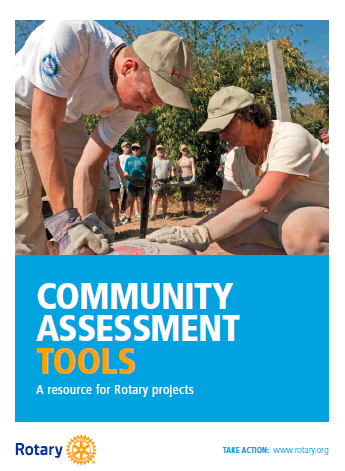 COMMUNITY
ASSESSMENT
TOOLS
A resource for Rotary projects
Rotary
TAKE ACTION: www.rotary.org